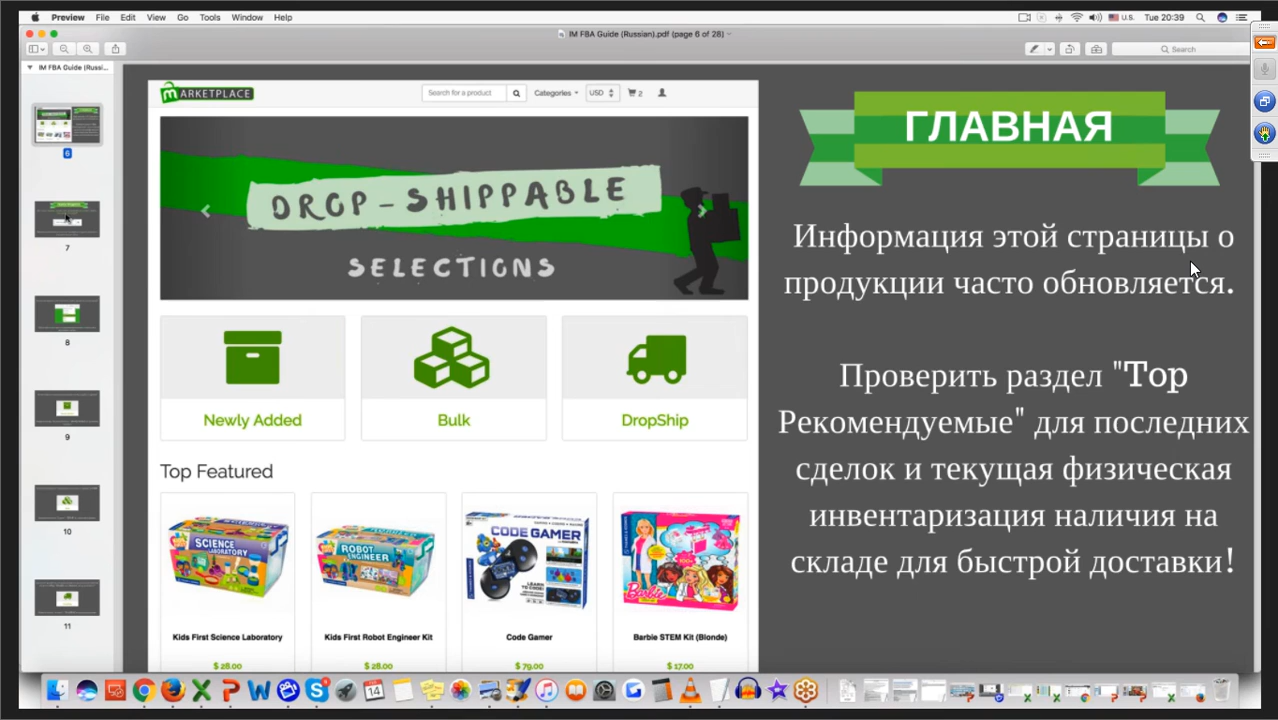 Preview File Edit View Go Tools Window Help
U.S. Tue 20:39
IM FBA Guide (Russian).pdf (page 6 of 28)
Search
IM FBA Guide (Russi...
6
7
8
9
10
11
MARKETPLACE
Search for a product
Categories
USD
2
DROP-SHIPPABLE
SELECTIONS
Newly Added
Bulk
DropShip
Top Featured
SCIENCE LABORATORY
ROBOT ENGINEER
CODE GAMER
LEARN TO CODE!
Barbie
Kids First Science Laboratory
Kids First Robot Engineer Kit
Code Gamer
Barbie STEM Kit (Blonde)
$ 28.00
$ 28.00
$ 79.00
$ 17.00
ГЛАВНАЯ
Информация этой страницы о
продукции часто обновляется.
Проверить раздел "Top
Рекомендуемые" для последних
сделок и текущая физическая
инвентаризация наличия на
складе для быстрой доставки!
14